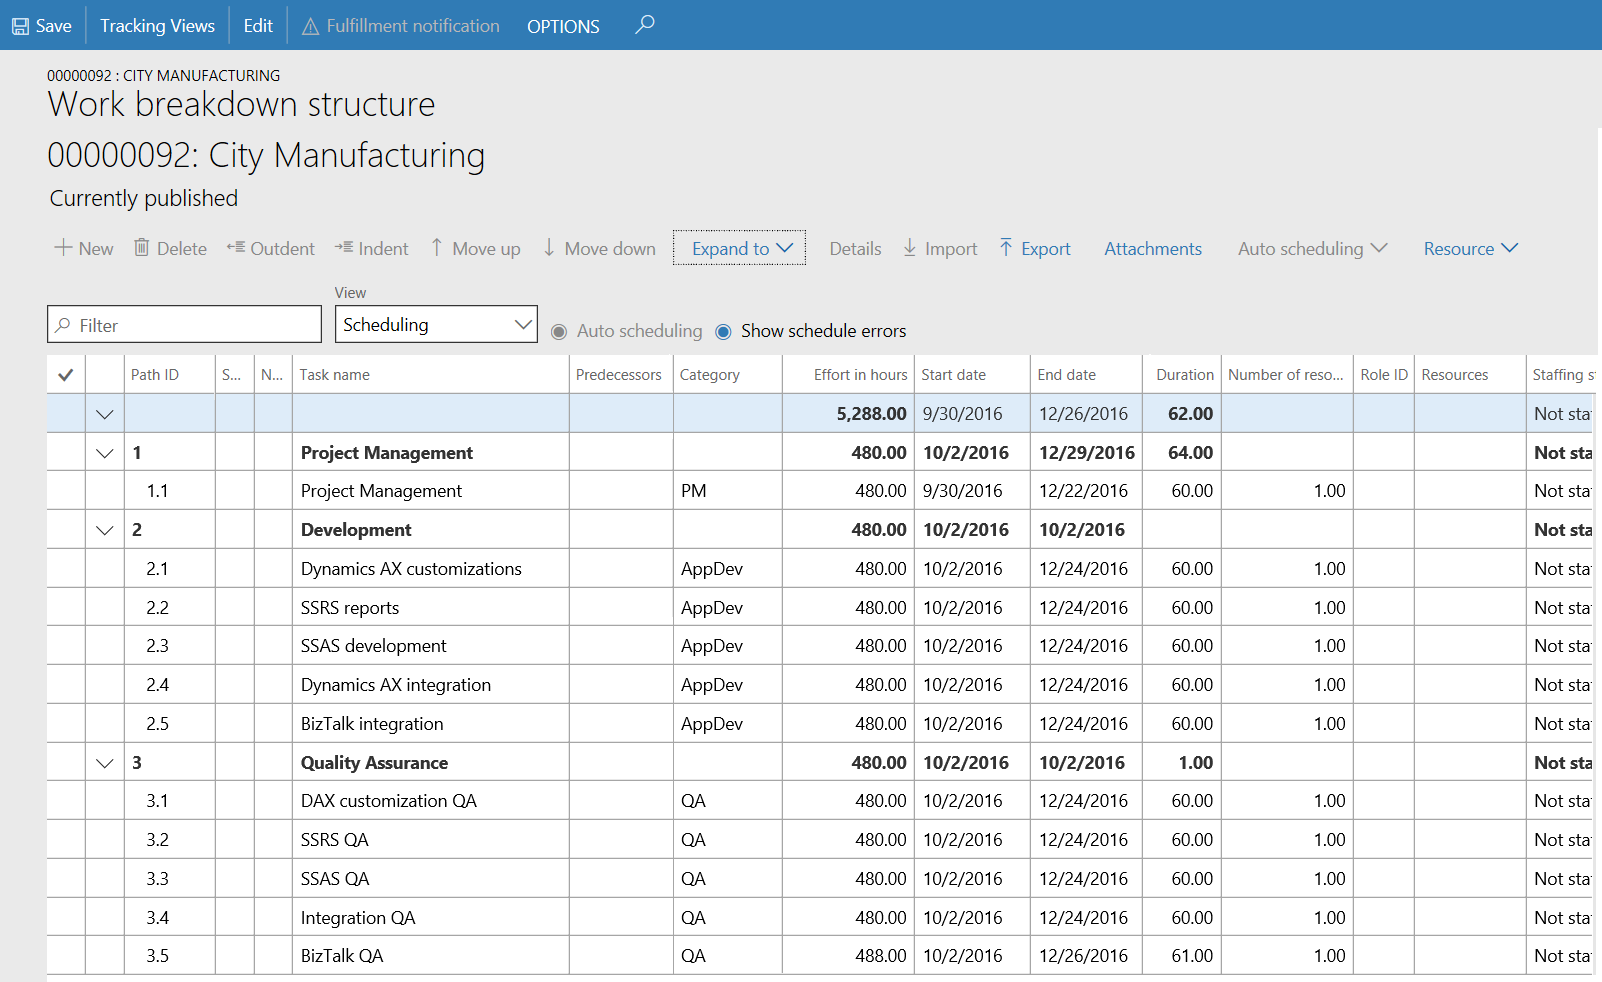 Save Tracking Views Edit Fulfillment notification OPTIONS
00000092 : CITY MANUFACTURING
Work breakdown structure
00000092: City Manufacturing
Currently published
New Delete Outdent Indent Move up Move down Expand to Details Import Export Attachments Auto scheduling Resource
View
Filter Scheduling Auto scheduling Show schedule errors
Path ID S... N... Task name Predecessors Category Effort in hours Start date End date Duration Number of reso... Role ID Resources Staffing s
5,288.00 9/30/2016 12/26/2016 62.00 Not sta
1 Project Management 480.00 10/2/2016 12/29/2016 64.00 Not sta
1.1 Project Management PM 480.00 9/30/2016 12/22/2016 60.00 1.00 Not sta
2 Development 480.00 10/2/2016 10/2/2016 Not sta
2.1 Dynamics AX customizations AppDev 480.00 10/2/2016 12/24/2016 60.00 1.00 Not sta
2.2 SSRS reports AppDev 480.00 10/2/2016 12/24/2016 60.00 1.00 Not sta
2.3 SSAS development AppDev 480.00 10/2/2016 12/24/2016 60.00 1.00 Not sta
2.4 Dynamics AX integration AppDev 480.00 10/2/2016 12/24/2016 60.00 1.00 Not sta
2.5 BizTalk integration AppDev 480.00 10/2/2016 12/24/2016 60.00 1.00 Not sta
3 Quality Assurance 480.00 10/2/2016 10/2/2016 1.00 Not sta
3.1 DAX customization QA QA 480.00 10/2/2016 12/24/2016 60.00 1.00 Not sta
3.2 SSRS QA QA 480.00 10/2/2016 12/24/2016 60.00 1.00 Not sta
3.3 SSAS QA QA 480.00 10/2/2016 12/24/2016 60.00 1.00 Not sta
3.4 Integration QA QA 480.00 10/2/2016 12/24/2016 60.00 1.00 Not sta
3.5 BizTalk QA QA 488.00 10/2/2016 12/26/2016 61.00 1.00 Not sta